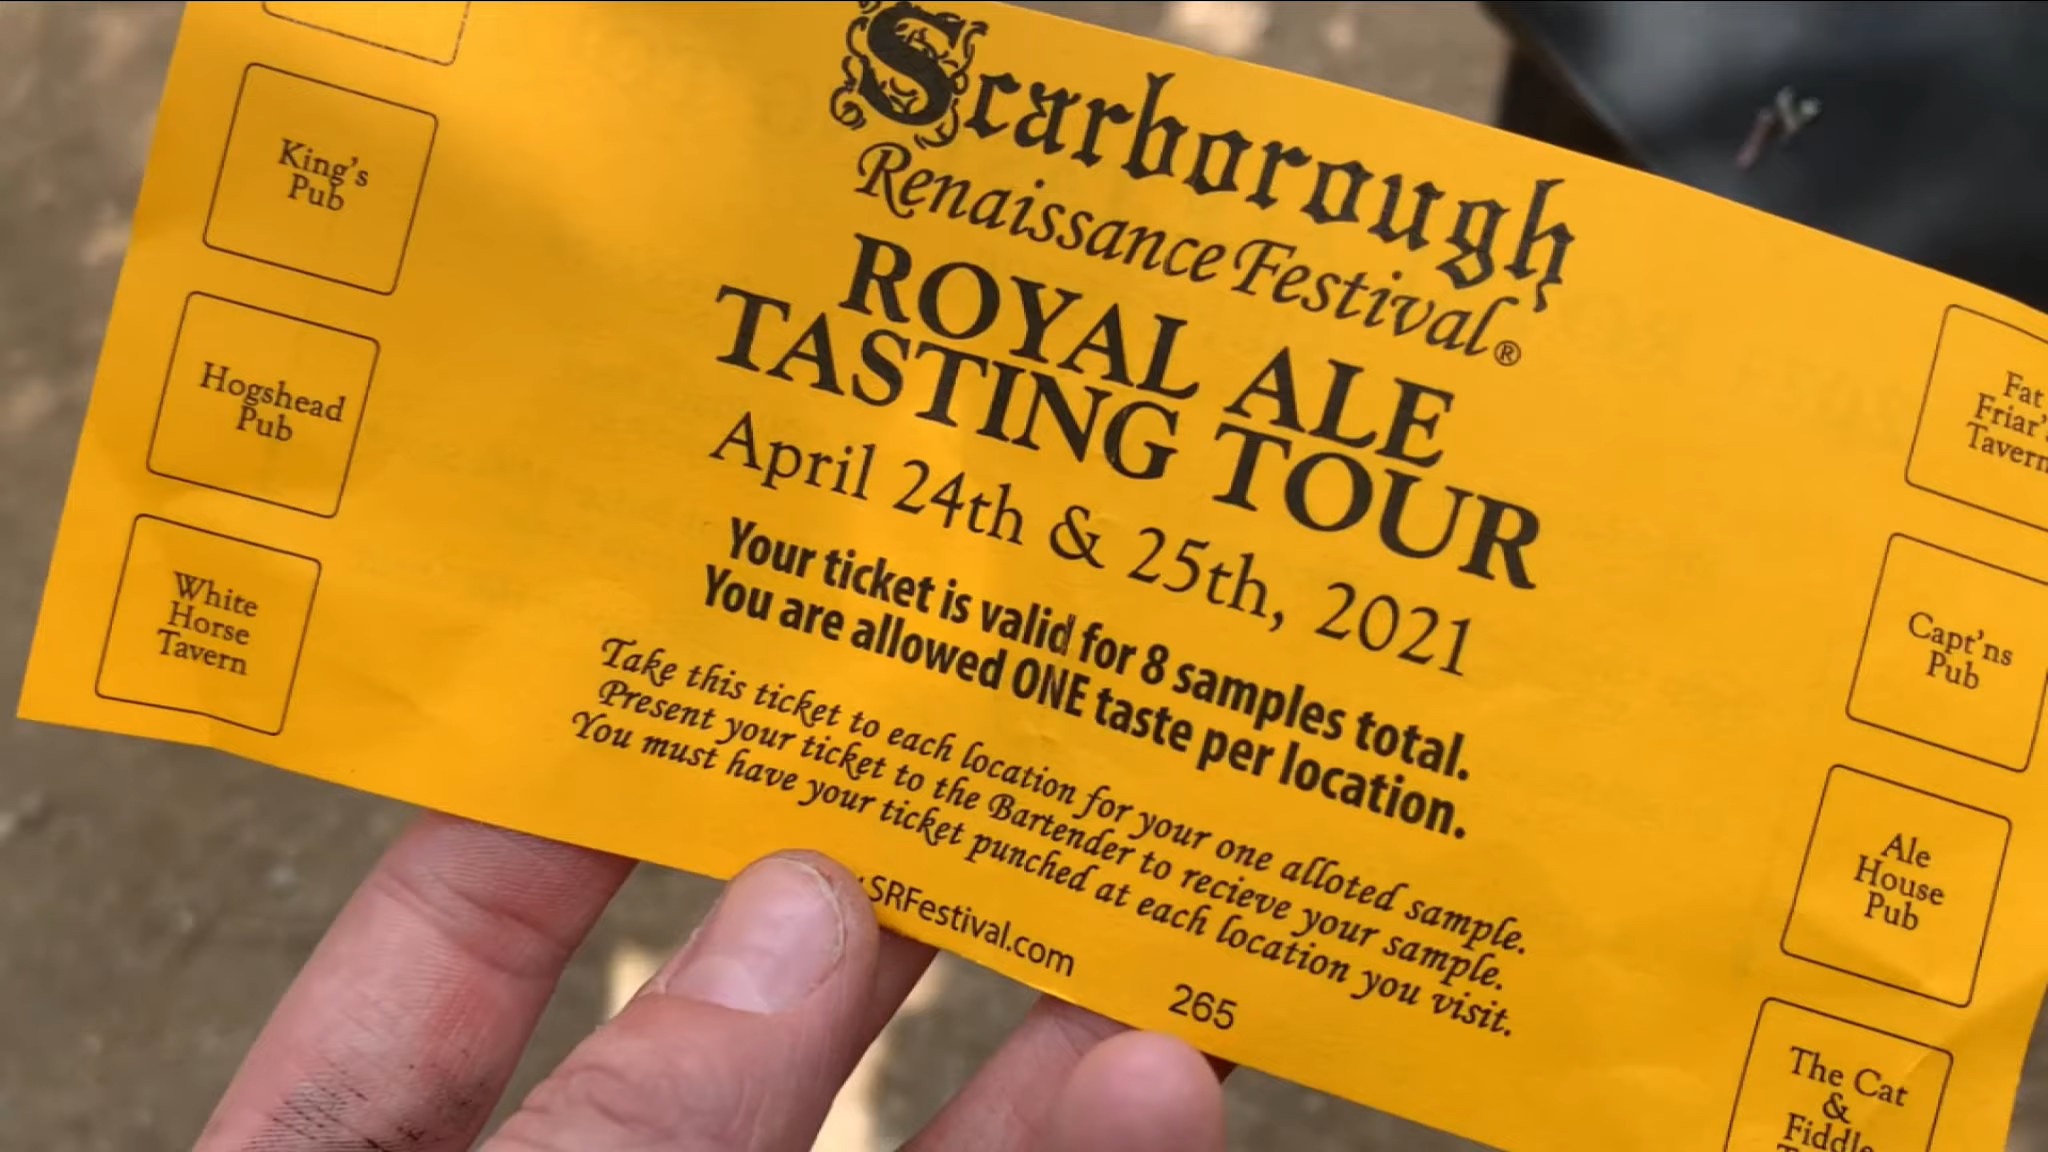 King's
Pub
Hogshead
Pub
White
Horse
Tavern
Scarborough
Renaissance Festival®
ROYAL ALE
TASTING TOUR
April 24th & 25th, 2021
Your ticket is valid for 8 samples total.
You are allowed ONE taste per location.
Take this ticket to each location for your one alloted sample.
Present your ticket to the Bartender to recieve your sample.
You must have your ticket punched at each location you visit.
SRFestival.com
265
Fat
Friar's
Tavern
Capt'ns
Pub
Ale
House
Pub
The Cat
&
Fiddle